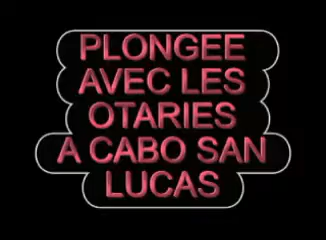 PLONGEE
AVEC LES
OTARIES
A CABO SAN
LUCAS